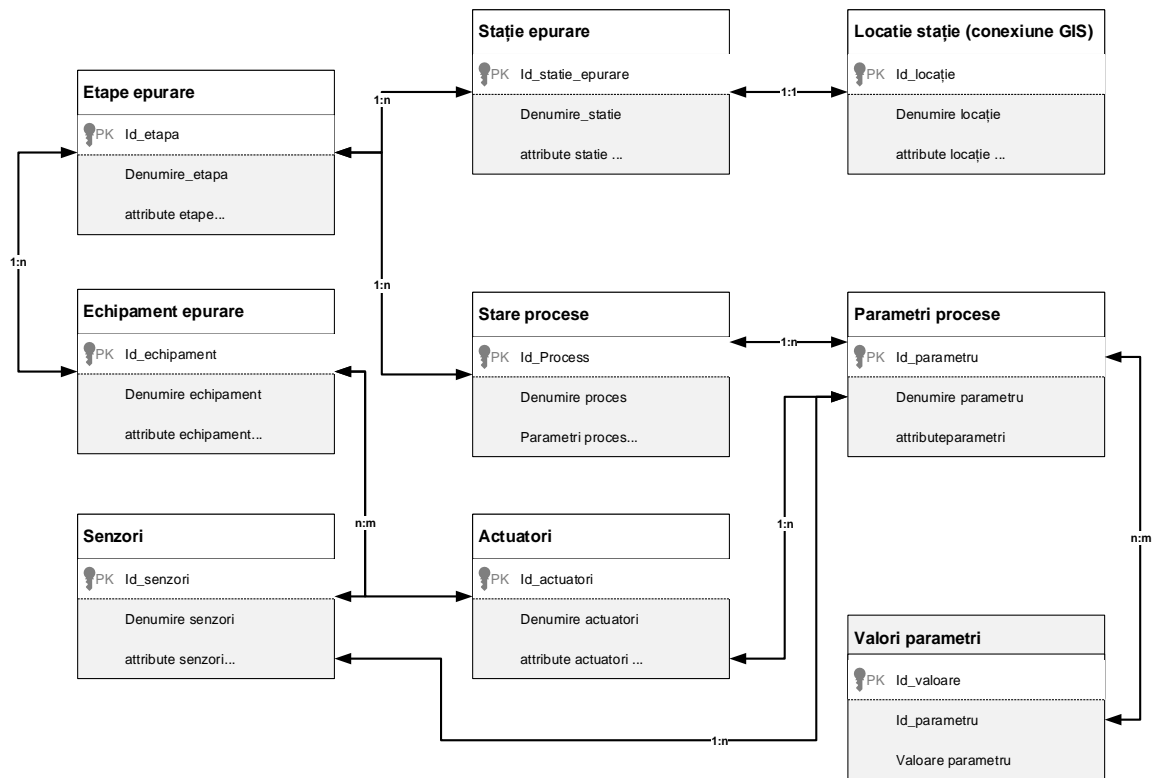 Etape epurare
PK Id_etapa
Denumire_etapa
attribute etape...
Stație epurare
PK Id_statie_epurare
Denumire_statie
attribute statie ...
Locatie stație (conexiune GIS)
PK Id_locație
Denumire locație
attribute locație ...
1:n
1:1
1:n
1:n
Echipament epurare
PK Id_echipament
Denumire echipament
attribute echipament...
Stare procese
PK Id_Process
Denumire proces
Parametri proces...
1:n
Parametri procese
PK Id_parametru
Denumire parametru
attributeparametri
n:m
1:n
n:m
Senzori
PK Id_senzori
Denumire senzori
attribute senzori...
Actuatori
PK Id_actuatori
Denumire actuatori
attribute actuatori ...
Valori parametri
PK Id_valoare
Id_parametru
Valoare parametru
1:n